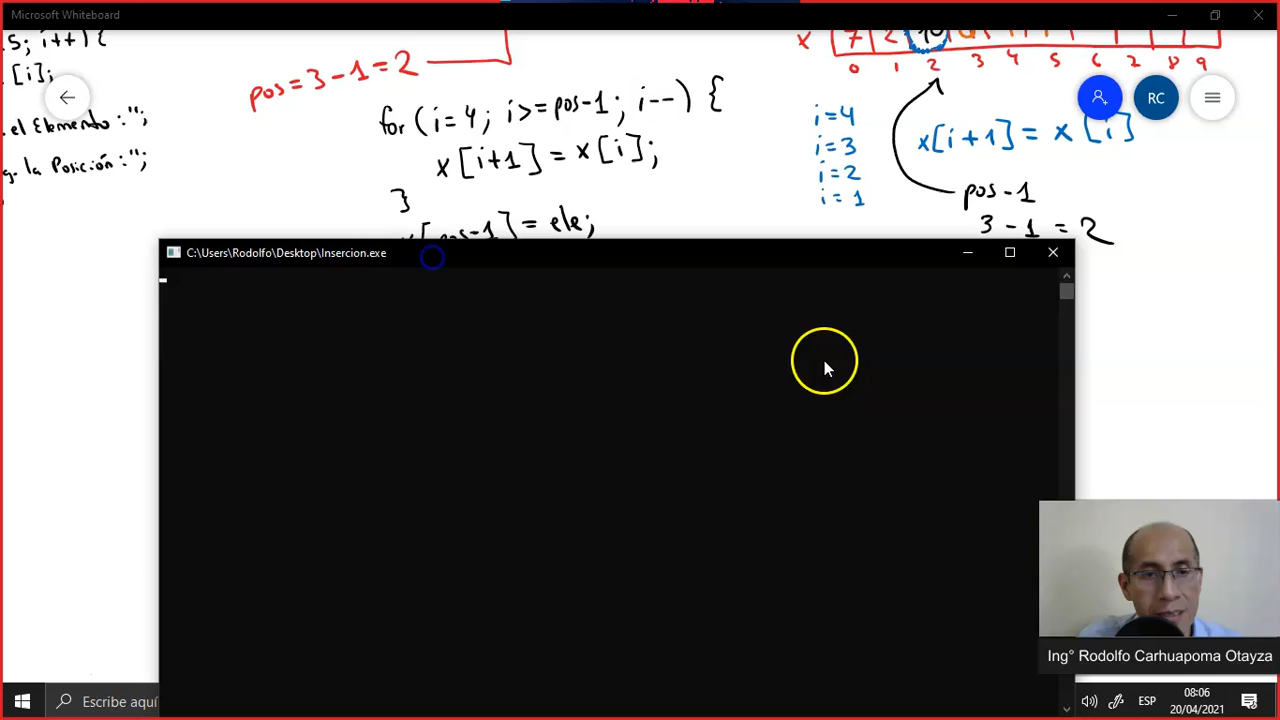 Microsoft Whiteboard
.5; i++) {
[i];
pos=3-1=2
x 7 2 10
0 1 2 3 4 5 6 7 8 9
el Elemento:";
g. la Posición:";
for (i=4; i>=pos-1; i--) {
x[i+1] = x[i];
}
x[pos-1] = ele;
i=4
i=3
i=2
i=1
x[i+1] = x[i]
pos-1
3-1=2
RC
C:\Users\Rodolfo\Desktop\Insercion.exe
Ing° Rodolfo Carhuapoma Otayza
Escribe aquí
ESP
08:06
20/04/2021